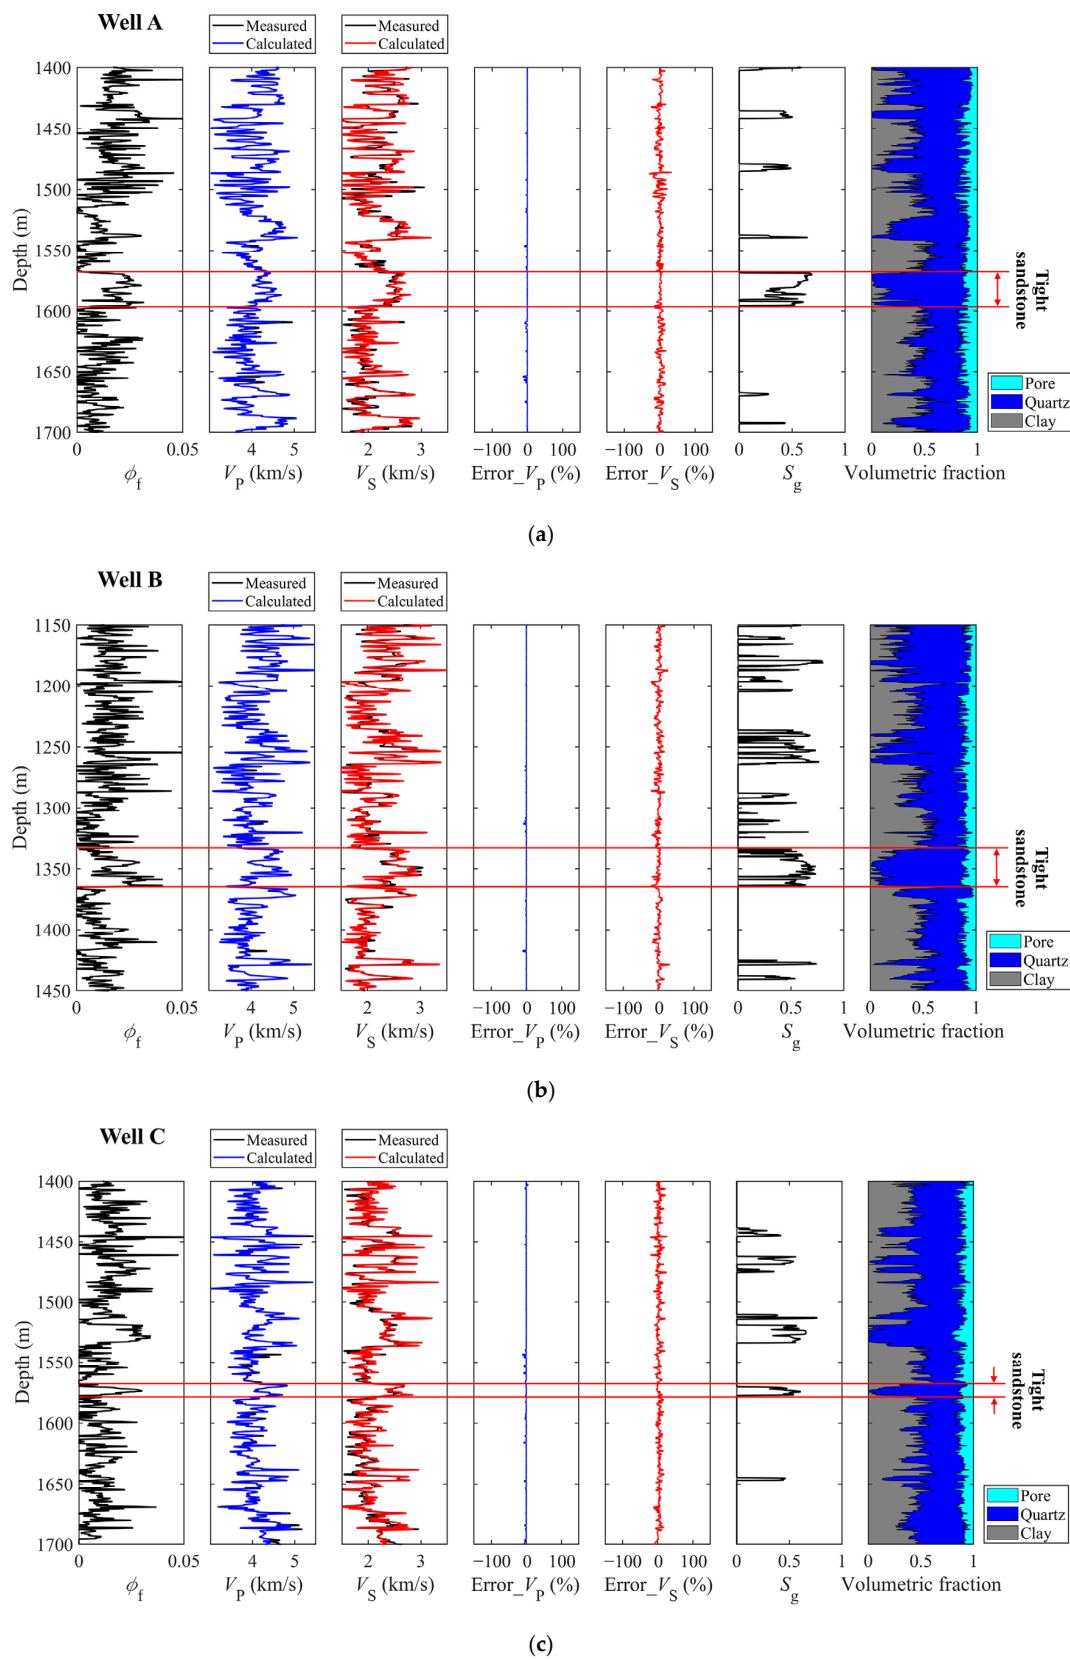 Well A
Measured
Calculated
Measured
Calculated
1400
1450
1500
1550
1600
1650
1700
Depth (m)
0 0.05
ϕf
4 5
VP (km/s)
2 3
VS (km/s)
−100 0 100
Error_VP (%)
−100 0 100
Error_VS (%)
0 0.5 1
Sg
0 0.5 1
Volumetric fraction
Tight
sandstone
Pore
Quartz
Clay
(a)
Well B
Measured
Calculated
Measured
Calculated
1150
1200
1250
1300
1350
1400
1450
Depth (m)
0 0.05
ϕf
4 5
VP (km/s)
2 3
VS (km/s)
−100 0 100
Error_VP (%)
−100 0 100
Error_VS (%)
0 0.5 1
Sg
0 0.5 1
Volumetric fraction
Tight
sandstone
Pore
Quartz
Clay
(b)
Well C
Measured
Calculated
Measured
Calculated
1400
1450
1500
1550
1600
1650
1700
Depth (m)
0 0.05
ϕf
4 5
VP (km/s)
2 3
VS (km/s)
−100 0 100
Error_VP (%)
−100 0 100
Error_VS (%)
0 0.5 1
Sg
0 0.5 1
Volumetric fraction
Tight
sandstone
Pore
Quartz
Clay
(c)